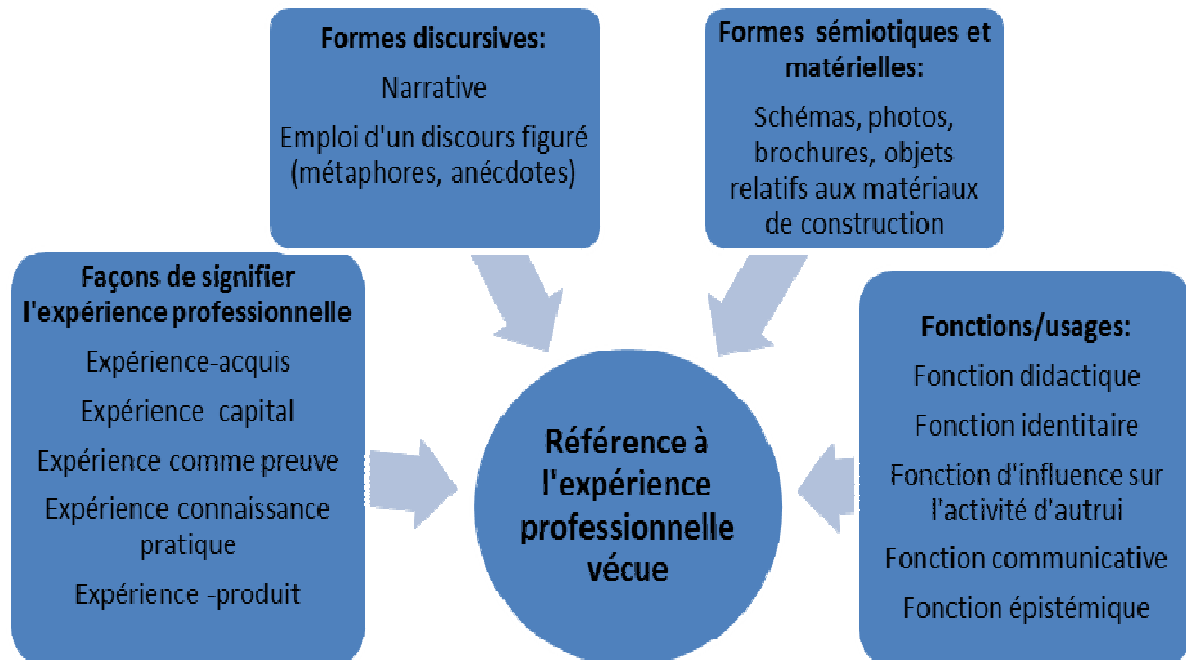 Formes discursives:
Narrative
Emploi d'un discours figuré
(métaphores, anécdotes)
Formes sémiotiques et
matérielles:
Schémas, photos,
brochures, objets
relatifs aux matériaux
de construction
Façons de signifier
l'expérience professionnelle
Expérience-acquis
Expérience capital
Expérience comme preuve
Expérience connaissance
pratique
Expérience -produit
Référence à
l'expérience
professionnelle
vécue
Fonctions/usages:
Fonction didactique
Fonction identitaire
Fonction d'influence sur
l'activité d'autrui
Fonction communicative
Fonction épistémique